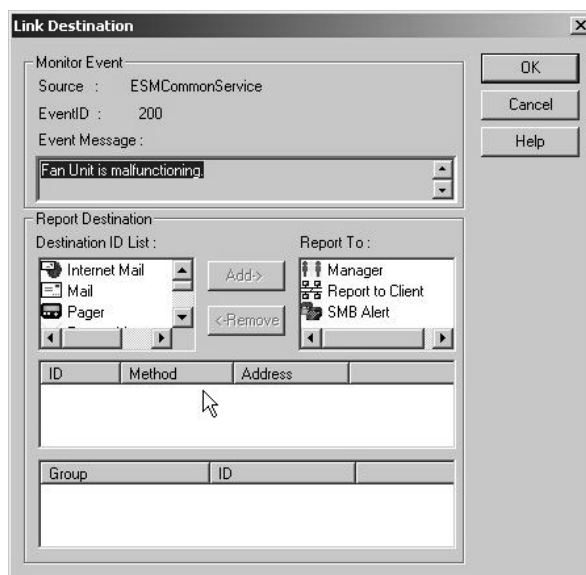 Link Destination
Monitor Event
Source : ESMCommonService
EventID : 200
Event Message :
Fan Unit is malfunctioning.
OK
Cancel
Help
Report Destination
Destination ID List :
Report To :
Internet Mail
Mail
Pager
Add->
<-Remove
Manager
Report to Client
SMB Alert
ID Method Address
Group ID